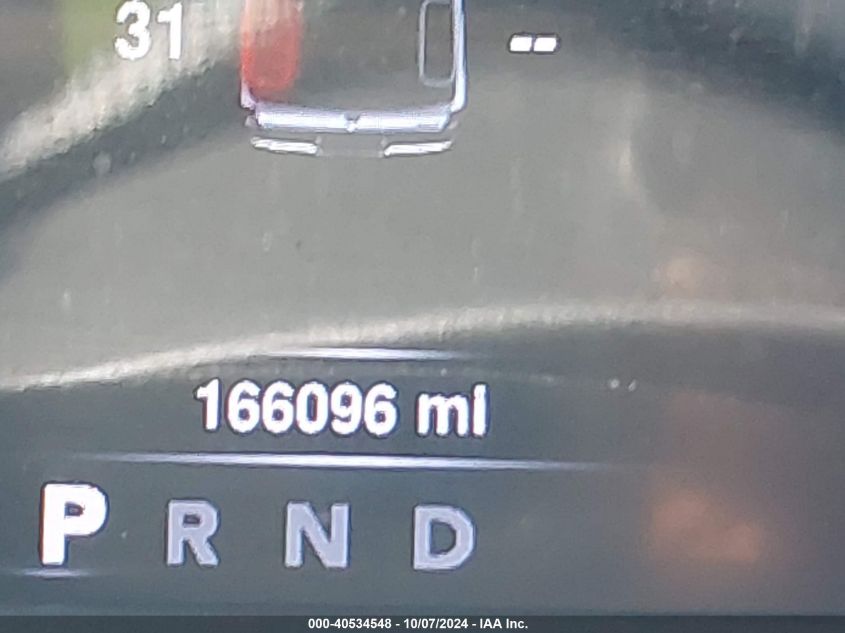 31 --
166096 mi
P R N D
000-40534548 - 10/07/2024 - IAA Inc.